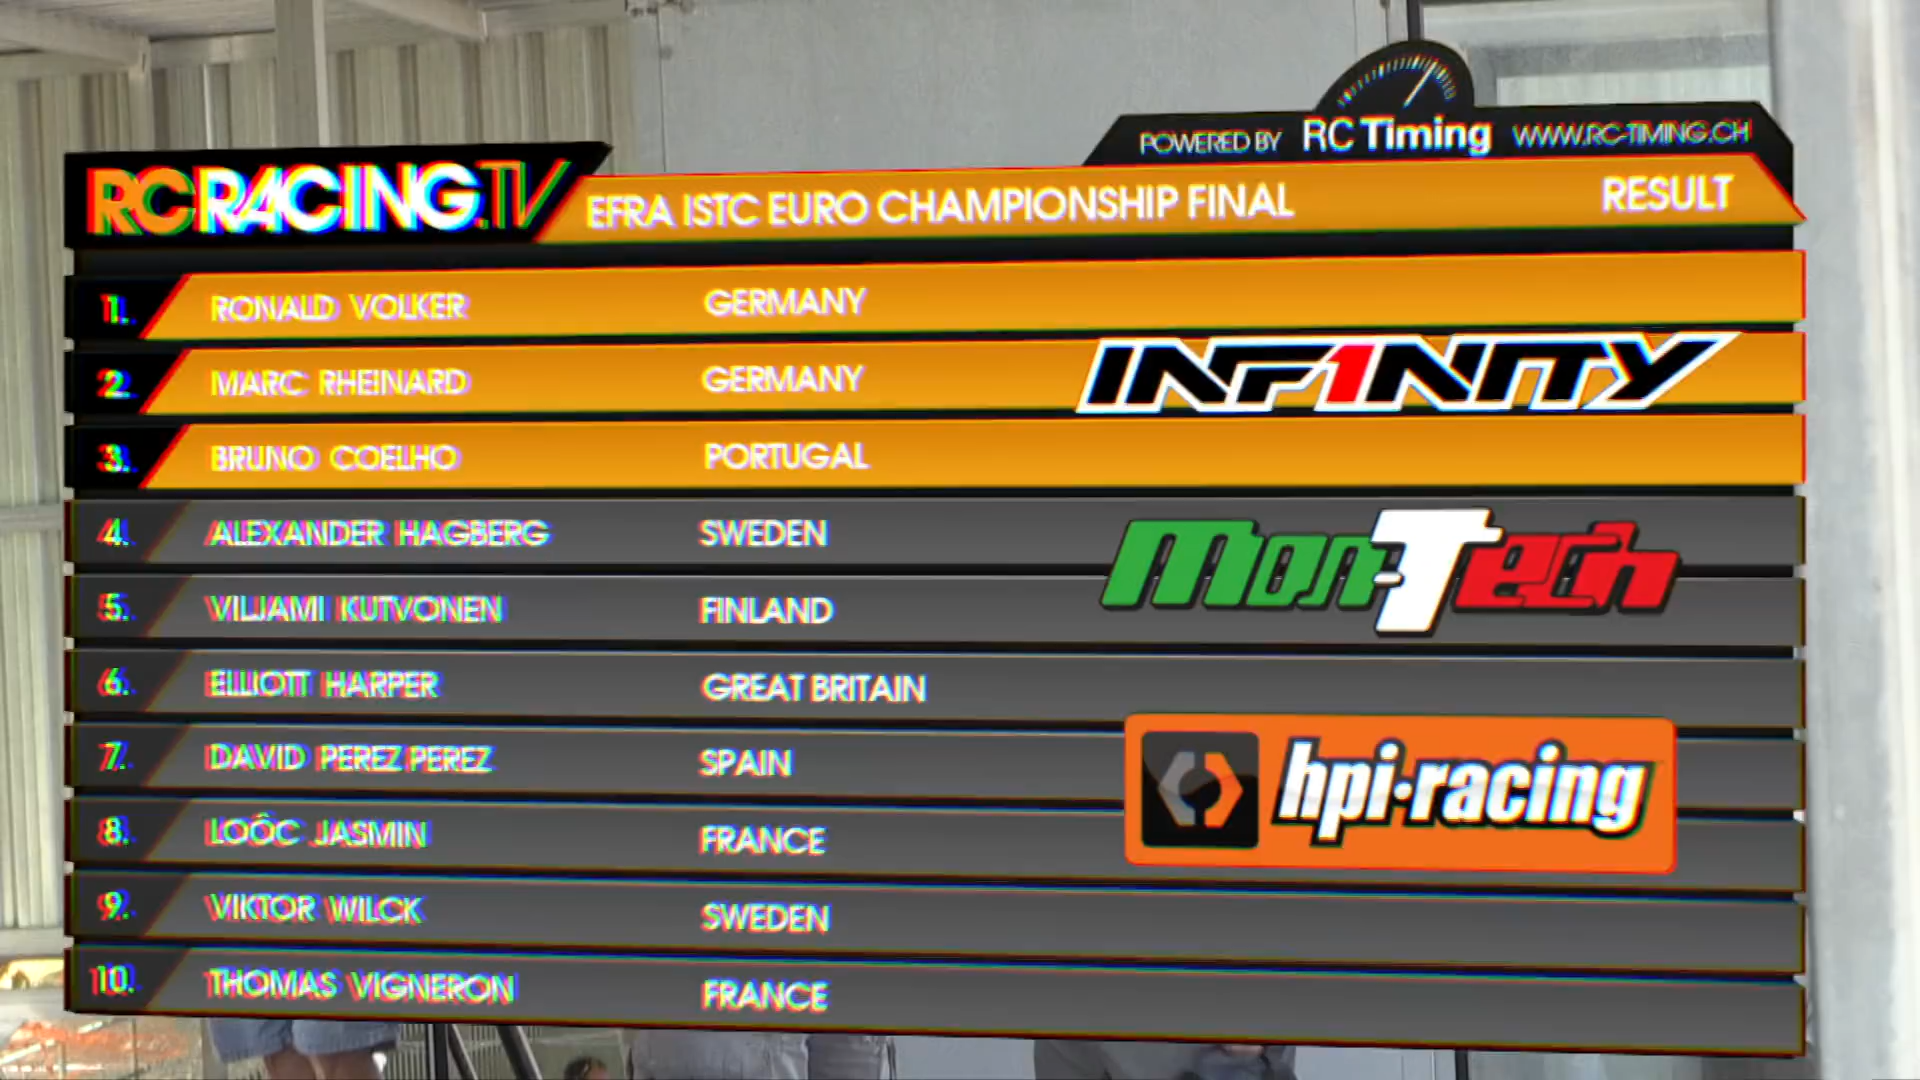 POWERED BY RC Timing WWW.RC-TIMING.CH
RCRACING.TV EFRA ISTC EURO CHAMPIONSHIP FINAL RESULT
1. RONALD VOLKER GERMANY
2. MARC RHEINARD GERMANY
INF1NITY
3. BRUNO COELHO PORTUGAL
4. ALEXANDER HAGBERG SWEDEN
Mon-Tech
5. VILJAMI KUTVONEN FINLAND
6. ELLIOTT HARPER GREAT BRITAIN
7. DAVID PEREZ PEREZ SPAIN
hpi·racing
8. LOÔC JASMIN FRANCE
9. VIKTOR WILCK SWEDEN
10. THOMAS VIGNERON FRANCE